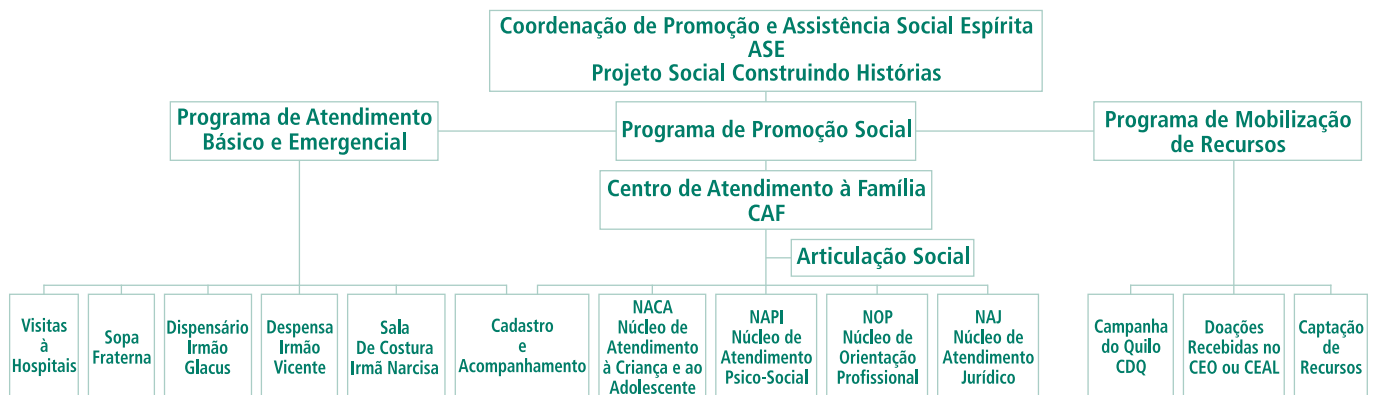 Coordenação de Promoção e Assistência Social Espírita
ASE
Projeto Social Construindo Histórias
Programa de Atendimento
Básico e Emergencial
Programa de Promoção Social
Programa de Mobilização
de Recursos
Centro de Atendimento à Família
CAF
Articulação Social
Visitas
à
Hospitais
Sopa
Fraterna
Dispensário
Irmão
Glacus
Despensa
Irmão
Vicente
Sala
De Costura
Irmã Narcisa
Cadastro
e
Acompanhamento
NACA
Núcleo de
Atendimento
à Criança e ao
Adolescente
NAPI
Núcleo de
Atendimento
Psico-Social
NOP
Núcleo de
Orientação
Profissional
NAJ
Núcleo de
Atendimento
Jurídico
Campanha
do Quilo
CDQ
Doações
Recebidas no
CEO ou CEAL
Captação
de
Recursos